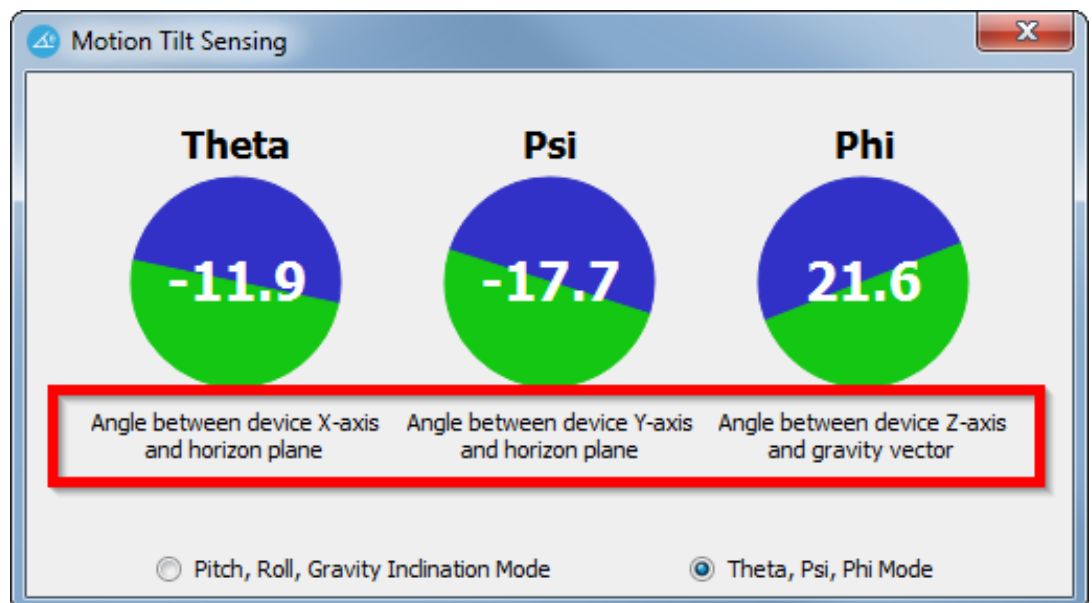 Motion Tilt Sensing
Theta
Psi
Phi
-11.9
-17.7
21.6
Angle between device X-axis
and horizon plane
Angle between device Y-axis
and horizon plane
Angle between device Z-axis
and gravity vector
Pitch, Roll, Gravity Inclination Mode
Theta, Psi, Phi Mode